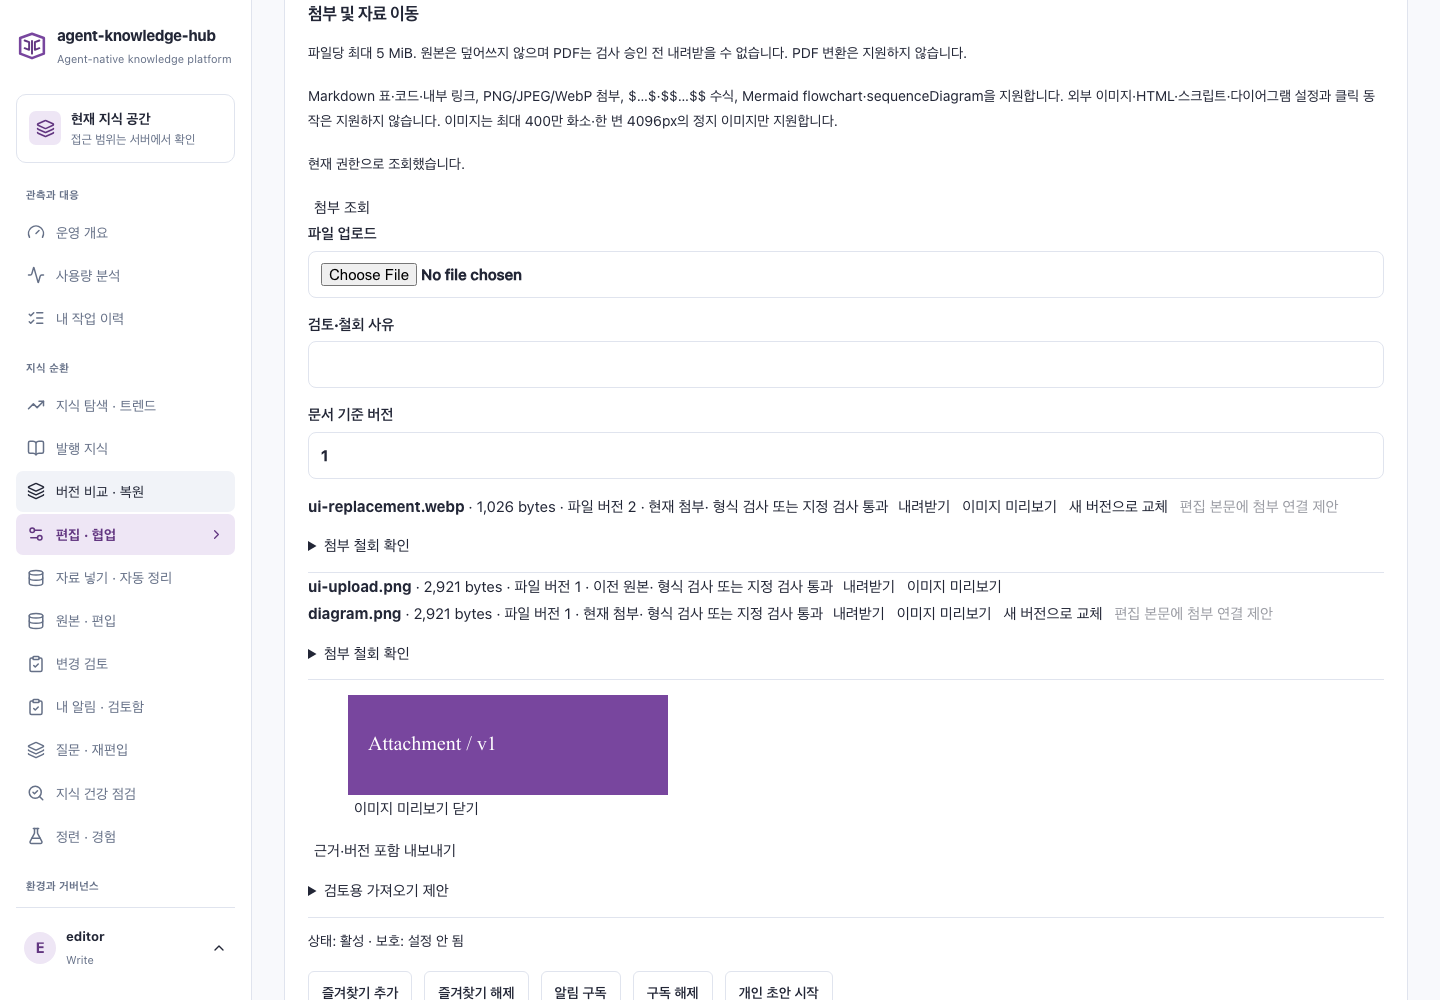 agent-knowledge-hub
Agent-native knowledge platform
현재 지식 공간
접근 범위는 서버에서 확인
관측과 대응
운영 개요
사용량 분석
내 작업 이력
지식 순환
지식 탐색 · 트렌드
발행 지식
버전 비교 · 복원
편집 · 협업
자료 넣기 · 자동 정리
원본 · 편입
변경 검토
내 알림 · 검토함
질문 · 재편입
지식 건강 점검
정련 · 경험
환경과 거버넌스
E
editor
Write
첨부 및 자료 이동
파일당 최대 5 MiB. 원본은 덮어쓰지 않으며 PDF는 검사 승인 전 내려받을 수 없습니다. PDF 변환은 지원하지 않습니다.
Markdown 표·코드·내부 링크, PNG/JPEG/WebP 첨부, $...$·$$...$$ 수식, Mermaid flowchart·sequenceDiagram을 지원합니다. 외부 이미지·HTML·스크립트·다이어그램 설정과 클릭 동
작은 지원하지 않습니다. 이미지는 최대 400만 화소·한 변 4096px의 정지 이미지만 지원합니다.
현재 권한으로 조회했습니다.
첨부 조회
파일 업로드
Choose File No file chosen
검토·철회 사유
문서 기준 버전
1
ui-replacement.webp · 1,026 bytes · 파일 버전 2 · 현재 첨부· 형식 검사 또는 지정 검사 통과 내려받기 이미지 미리보기 새 버전으로 교체 편집 본문에 첨부 연결 제안
▶ 첨부 철회 확인
ui-upload.png · 2,921 bytes · 파일 버전 1 · 이전 원본· 형식 검사 또는 지정 검사 통과 내려받기 이미지 미리보기
diagram.png · 2,921 bytes · 파일 버전 1 · 현재 첨부· 형식 검사 또는 지정 검사 통과 내려받기 이미지 미리보기 새 버전으로 교체 편집 본문에 첨부 연결 제안
▶ 첨부 철회 확인
Attachment / v1
이미지 미리보기 닫기
근거·버전 포함 내보내기
▶ 검토용 가져오기 제안
상태: 활성 · 보호: 설정 안 됨
즐겨찾기 추가
즐겨찾기 해제
알림 구독
구독 해제
개인 초안 시작